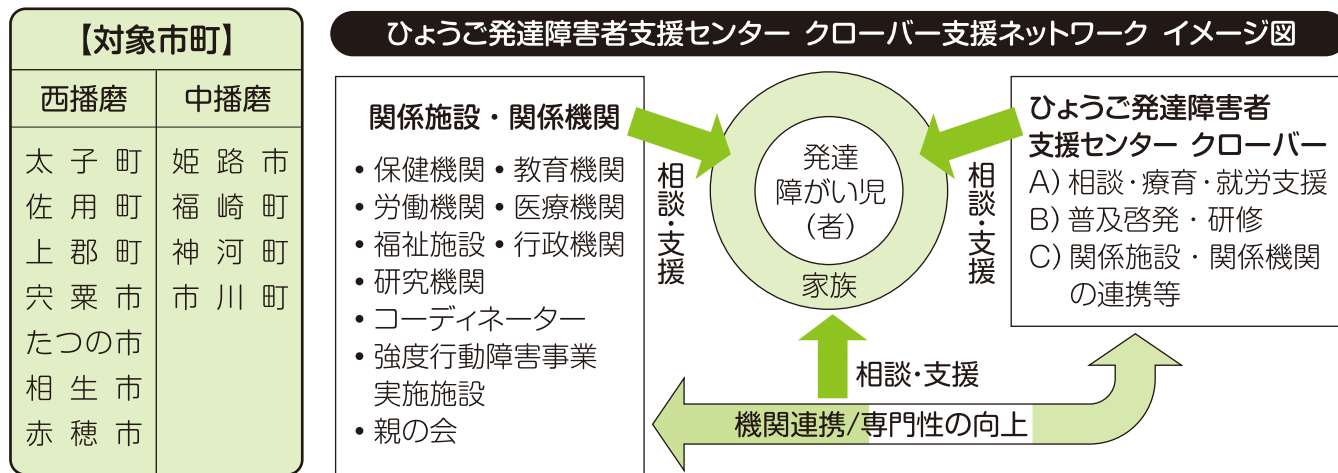 【対象市町】
西播磨
太子町
佐用町
上郡町
宍粟市
たつの市
相生市
赤穂市
中播磨
姫路市
福崎町
神河町
市川町
ひょうご発達障害者支援センター クローバー支援ネットワーク イメージ図
関係施設・関係機関
• 保健機関 • 教育機関
• 労働機関 • 医療機関
• 福祉施設 • 行政機関
• 研究機関
• コーディネーター
• 強度行動障害事業
実施施設
• 親の会
相談・支援
発達
障がい児
(者)
家族
相談・支援
ひょうご発達障害者
支援センター クローバー
A) 相談・療育・就労支援
B) 普及啓発・研修
C) 関係施設・関係機関
の連携等
相談・支援
機関連携/専門性の向上